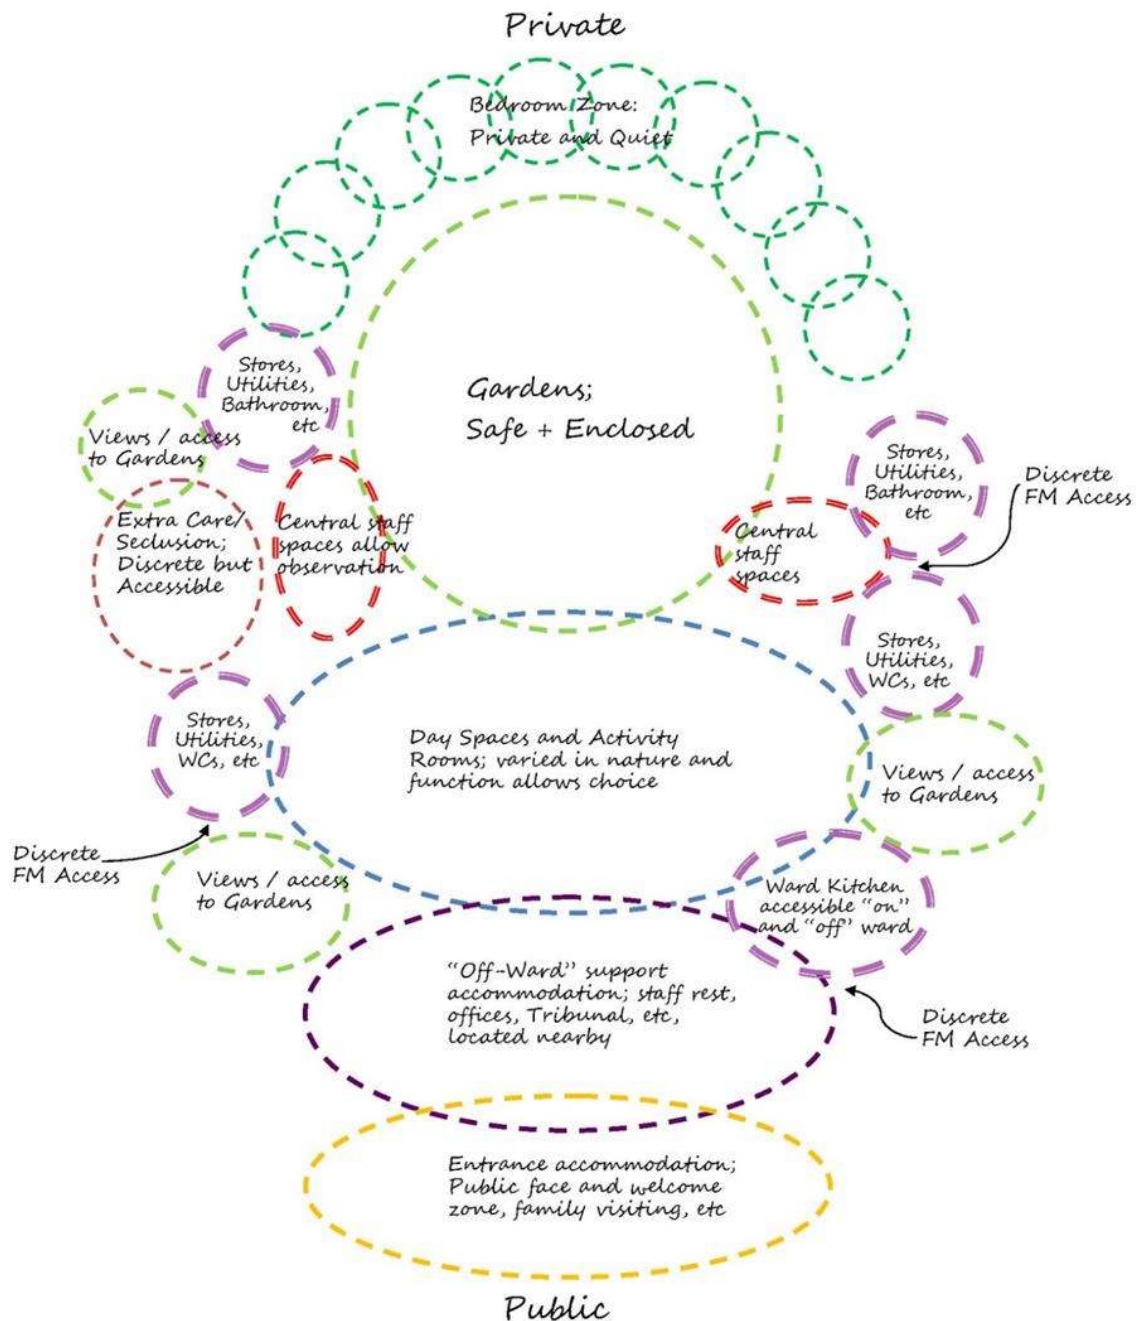 Private
Bedroom Zone:
Private and Quiet
Gardens;
Safe + Enclosed
Stores,
Utilities,
Bathroom,
etc
Views / access
to Gardens
Extra Care/
Seclusion;
Discrete but
Accessible
Central staff
spaces allow
observation
Central
staff
spaces
Stores,
Utilities,
Bathroom,
etc
Discrete
FM Access
Stores,
Utilities,
WCs, etc
Stores,
Utilities,
WCs, etc
Day Spaces and Activity
Rooms; varied in nature and
function allows choice
Views / access
to Gardens
Discrete
FM Access
Views / access
to Gardens
Ward Kitchen
accessible "on"
and "off" ward
"Off-Ward" support
accommodation; staff rest,
offices, Tribunal, etc,
located nearby
Discrete
FM Access
Entrance accommodation;
Public face and welcome
zone, family visiting, etc
Public